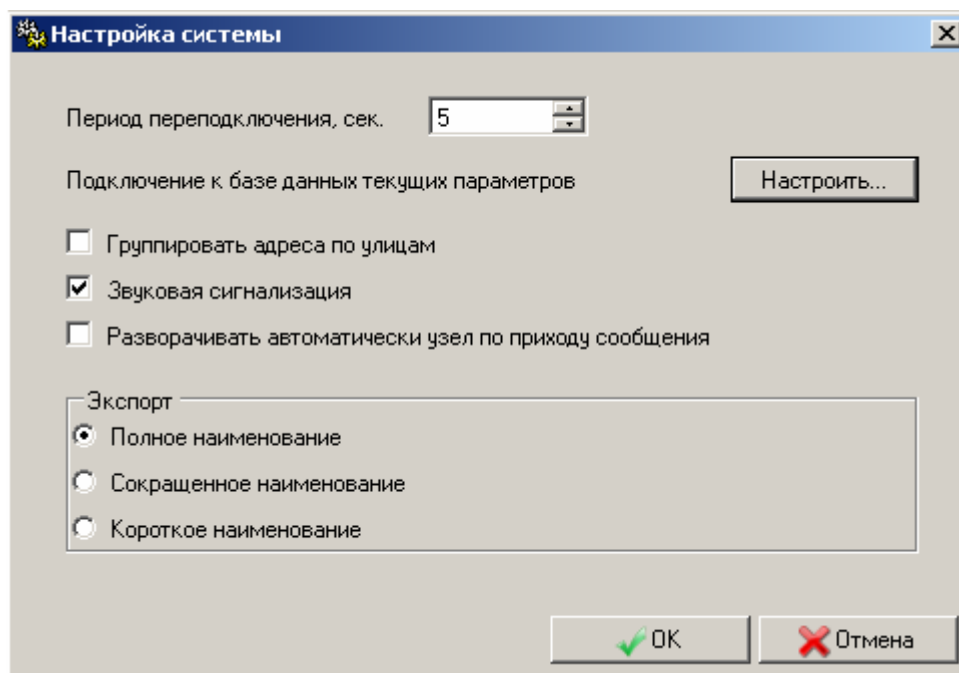 Настройка системы
Период переподключения, сек. 5
Подключение к базе данных текущих параметров Настроить...
Группировать адреса по улицам
Звуковая сигнализация
Разворачивать автоматически узел по приходу сообщения
Экспорт
Полное наименование
Сокращенное наименование
Короткое наименование
OK Отмена